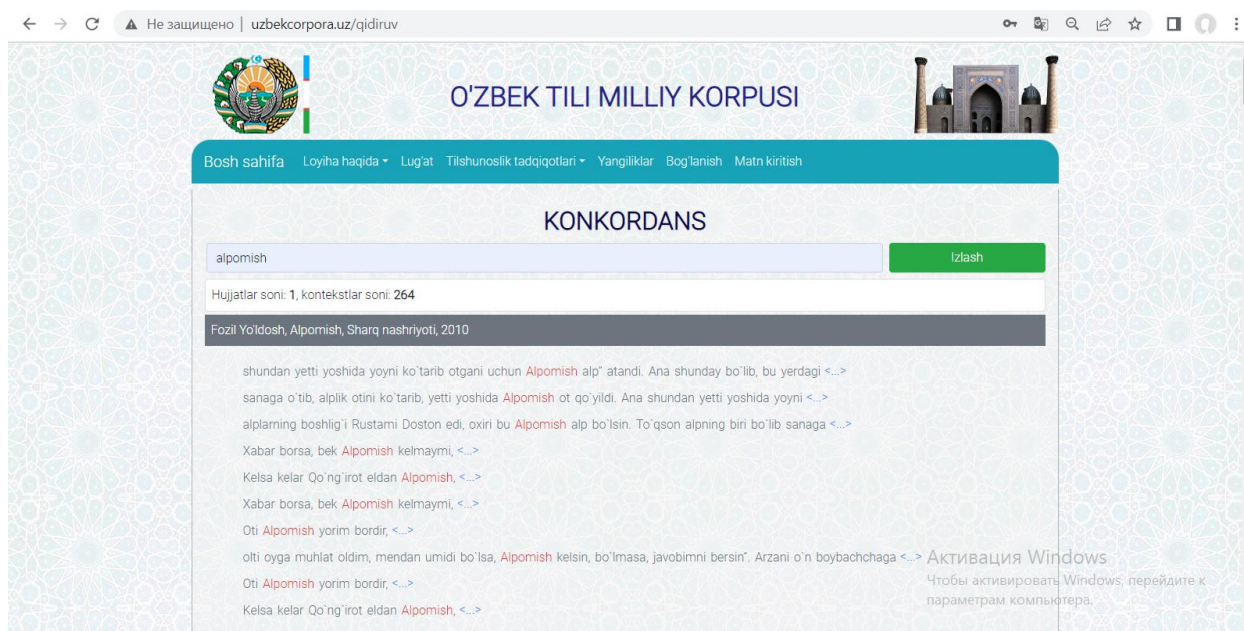 Не защищено | uzbekcorpora.uz/qidiruv
O'ZBEK TILI MILLIY KORPUSI
Bosh sahifa Loyiha haqida Lug'at Tilshunoslik tadqiqotlari Yangiliklar Bog'lanish Matn kiritish
KONKORDANS
alpomish Izlash
Hujjatlar soni: 1, kontekstlar soni: 264
Fozil Yo'ldosh, Alpomish, Sharq nashriyoti, 2010
shundan yetti yoshida yoyni ko`tarib otgani uchun Alpomish alp” atandi. Ana shunday bo`lib, bu yerdagi <...>
sanaga o`tib, alplik otini ko`tarib, yetti yoshida Alpomish ot qo`yildi. Ana shundan yetti yoshida yoyni <...>
alplarning boshlig`i Rustami Doston edi, oxiri bu Alpomish alp bo`lsin. To`qson alpning biri bo`lib sanaga <...>
Xabar borsa, bek Alpomish kelmaymi, <...>
Kelsa kelar Qo`ng`irot eldan Alpomish, <...>
Xabar borsa, bek Alpomish kelmaymi, <...>
Oti Alpomish yorim bordir, <...>
olti oyga muhlat oldim, mendan umidi bo`lsa, Alpomish kelsin, bo`lmasa, javobimni bersin”. Arzani o`n boybachchaga <...>
Oti Alpomish yorim bordir, <...>
Kelsa kelar Qo`ng`irot eldan Alpomish, <...>
Активация Windows
Чтобы активировать Windows, перейдите к
параметрам компьютера.